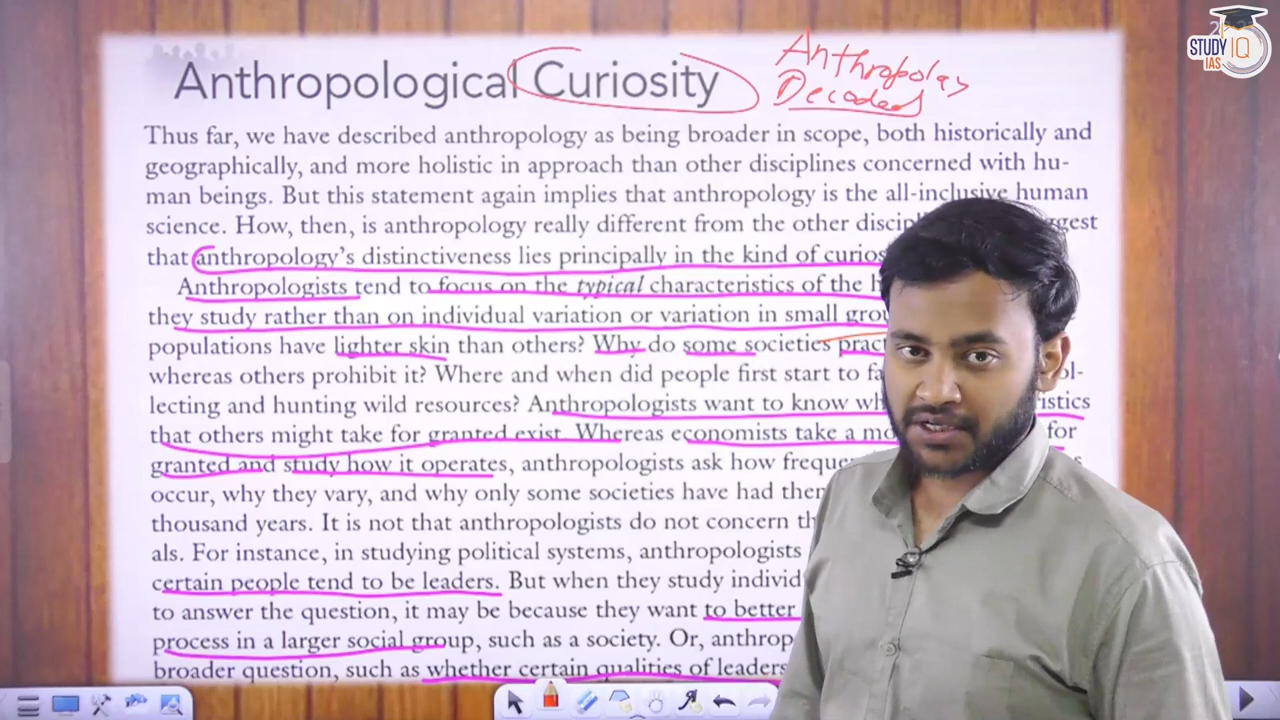 Anthropological Curiosity
Anthropology
Decoded
STUDY IQ
IAS
Thus far, we have described anthropology as being broader in scope, both historically and
geographically, and more holistic in approach than other disciplines concerned with hu-
man beings. But this statement again implies that anthropology is the all-inclusive human
science. How, then, is anthropology really different from the other discip
that anthropology's distinctiveness lies principally in the kind of curios
Anthropologists tend to focus on the typical characteristics of the h
they study rather than on individual variation or variation in small grou
populations have lighter skin than others? Why do some societies pract
whereas others prohibit it? Where and when did people first start to fa ol-
lecting and hunting wild resources? Anthropologists want to know wh istics
that others might take for granted exist. Whereas economists take a mo for
granted and study how it operates, anthropologists ask how freque
occur, why they vary, and why only some societies have had then
thousand years. It is not that anthropologists do not concern th
als. For instance, in studying political systems, anthropologists
certain people tend to be leaders. But when they study individ
to answer the question, it may be because they want to better
process in a larger social group, such as a society. Or, anthrop
broader question, such as whether certain qualities of leaders